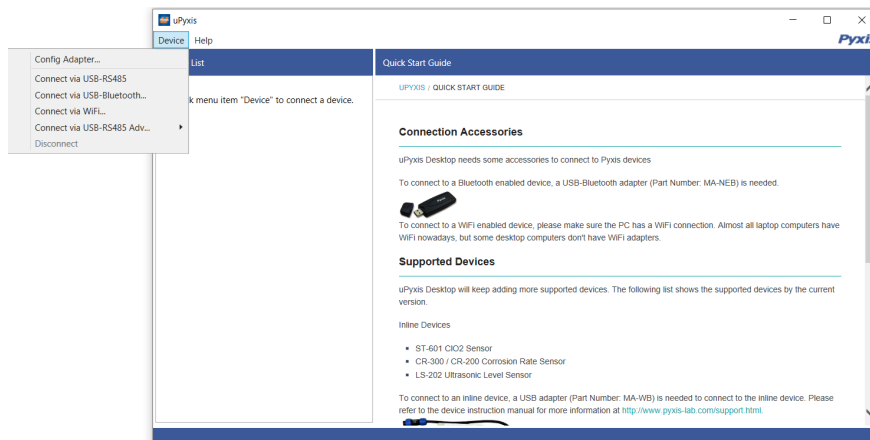 uPyxis
Device Help
Pyxis
Config Adapter...
Connect via USB-RS485
Connect via USB-Bluetooth...
Connect via WiFi...
Connect via USB-RS485 Adv...
Disconnect
List
menu item "Device" to connect a device.
Quick Start Guide
UPYXIS / QUICK START GUIDE
Connection Accessories
uPyxis Desktop needs some accessories to connect to Pyxis devices
To connect to a Bluetooth enabled device, a USB-Bluetooth adapter (Part Number: MA-NEB) is needed.
To connect to a WiFi enabled device, please make sure the PC has a WiFi connection. Almost all laptop computers have
WiFi nowadays, but some desktop computers don't have WiFi adapters.
Supported Devices
uPyxis Desktop will keep adding more supported devices. The following list shows the supported devices by the current
version.
Inline Devices
ST-601 ClO2 Sensor
CR-300 / CR-200 Corrosion Rate Sensor
LS-202 Ultrasonic Level Sensor
To connect to an inline device, a USB adapter (Part Number: MA-WB) is needed to connect to the inline device. Please
refer to the device instruction manual for more information at http://www.pyxis-lab.com/support.html.